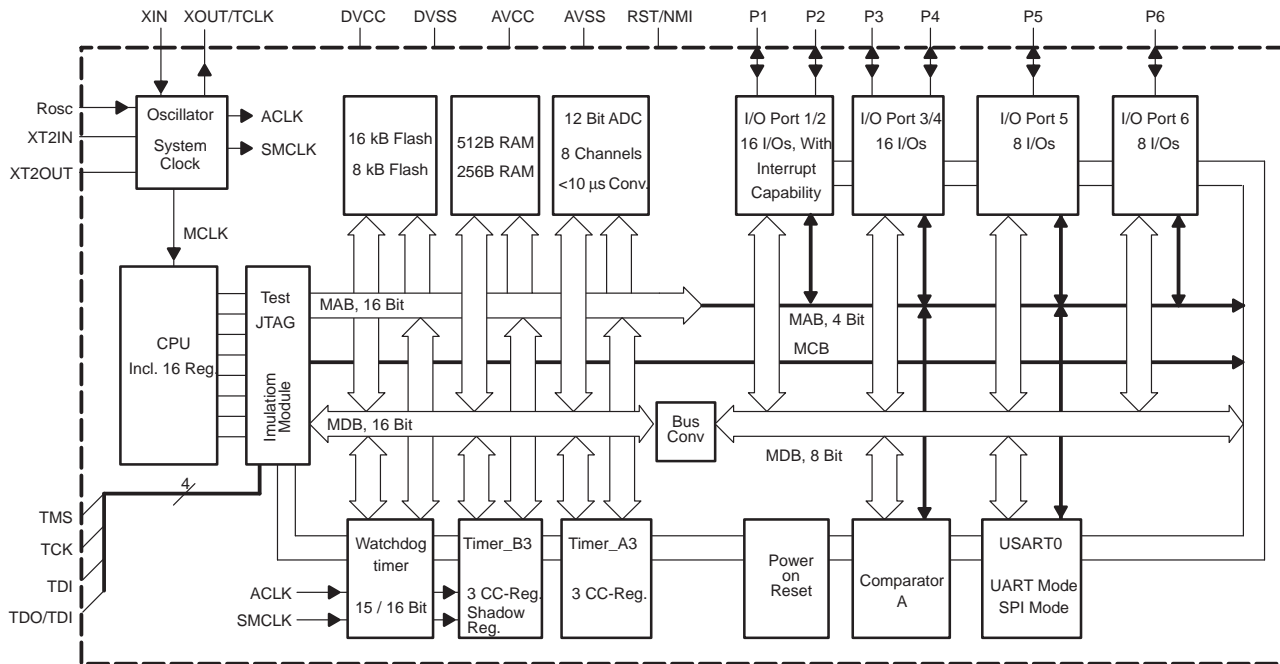 XIN XOUT/TCLK DVCC DVSS AVCC AVSS RST/NMI P1 P2 P3 P4 P5 P6
Rosc
XT2IN
XT2OUT
Oscillator
System
Clock
ACLK
SMCLK
16 kB Flash
8 kB Flash
512B RAM
256B RAM
12 Bit ADC
8 Channels
<10 μs Conv.
I/O Port 1/2
16 I/Os, With
Interrupt
Capability
I/O Port 3/4
16 I/Os
I/O Port 5
8 I/Os
I/O Port 6
8 I/Os
MCLK
CPU
Incl. 16 Reg.
Test
JTAG
Imulatiom
Module
MAB, 16 Bit
MAB, 4 Bit
MCB
MDB, 16 Bit
Bus
Conv
MDB, 8 Bit
4
TMS
TCK
TDI
TDO/TDI
ACLK
SMCLK
Watchdog
timer
15 / 16 Bit
Timer_B3
3 CC-Reg.
Shadow
Reg.
Timer_A3
3 CC-Reg.
Power
on
Reset
Comparator
A
USART0
UART Mode
SPI Mode